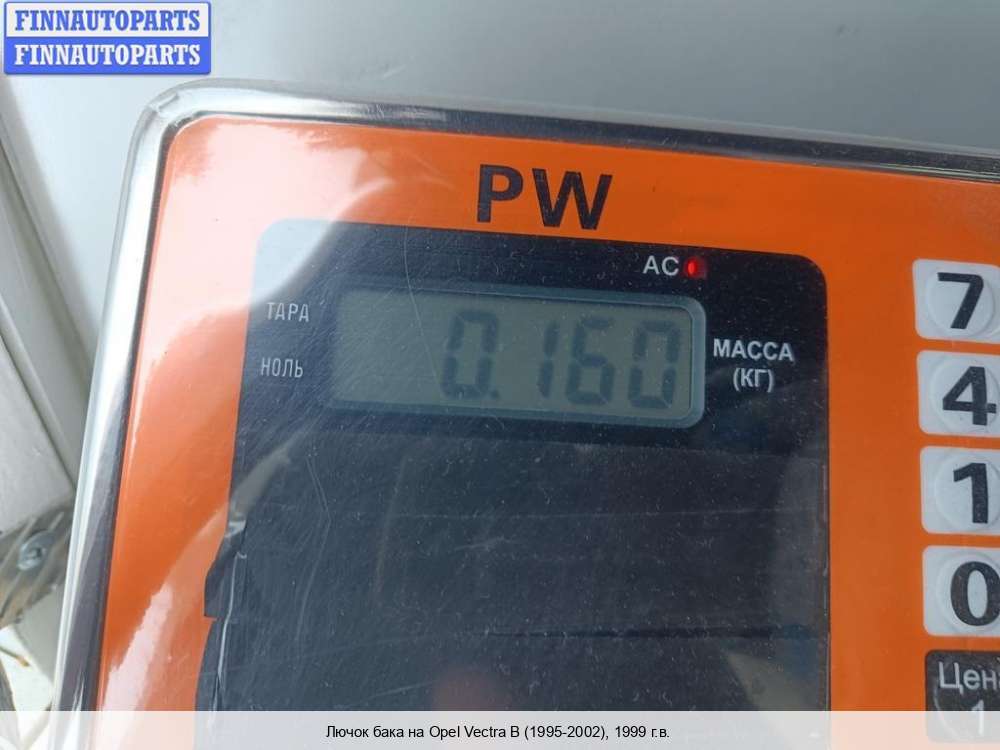 FINNAUTOPARTS
FINNAUTOPARTS
PW
AC
ТАРА
НОЛЬ
0.160
МАССА
(КГ)
7
4
1
0
Цен
1
Лючок бака на Opel Vectra B (1995-2002), 1999 г.в.